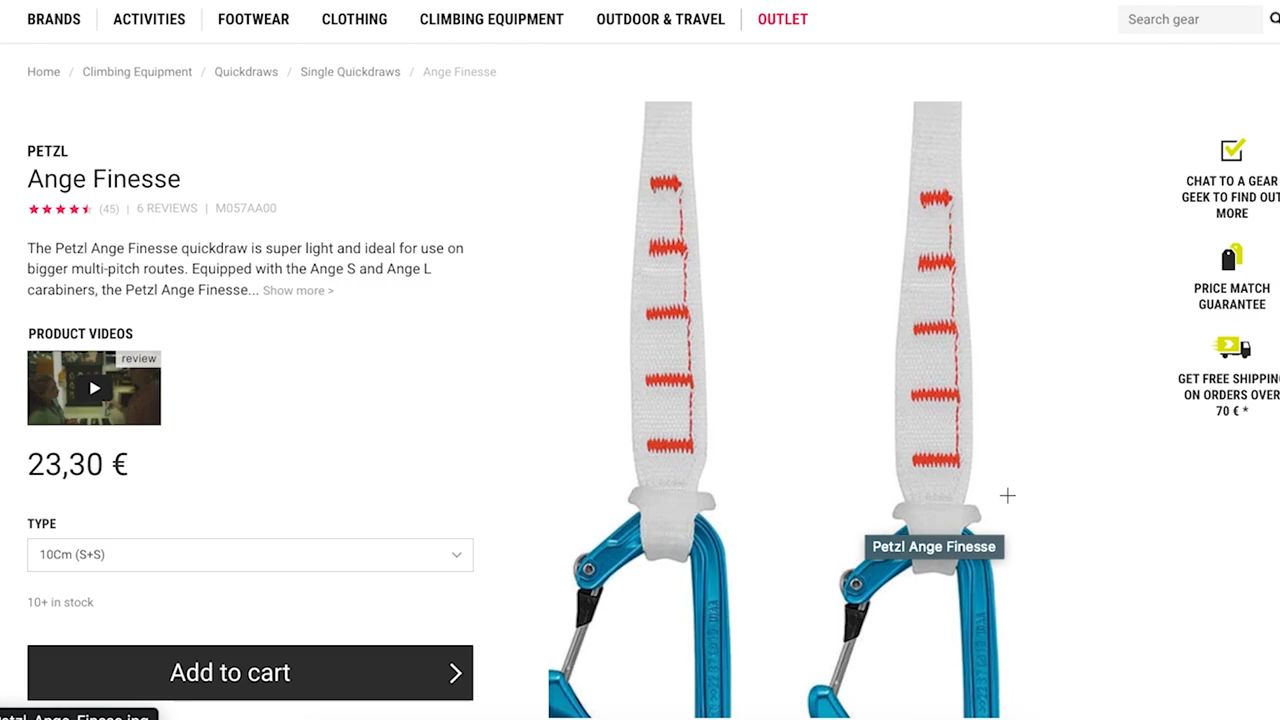 BRANDS ACTIVITIES FOOTWEAR CLOTHING CLIMBING EQUIPMENT OUTDOOR & TRAVEL OUTLET
Search gear
Home / Climbing Equipment / Quickdraws / Single Quickdraws / Ange Finesse
PETZL
Ange Finesse
(45) | 6 REVIEWS | M057AA00
The Petzl Ange Finesse quickdraw is super light and ideal for use on
bigger multi-pitch routes. Equipped with the Ange S and Ange L
carabiners, the Petzl Ange Finesse... Show more >
PRODUCT VIDEOS
review
23,30 €
TYPE
10Cm (S+S)
10+ in stock
Add to cart
Petzl Ange Finesse
CHAT TO A GEAR
GEEK TO FIND OUT
MORE
PRICE MATCH
GUARANTEE
GET FREE SHIPPING
ON ORDERS OVER
70 € *